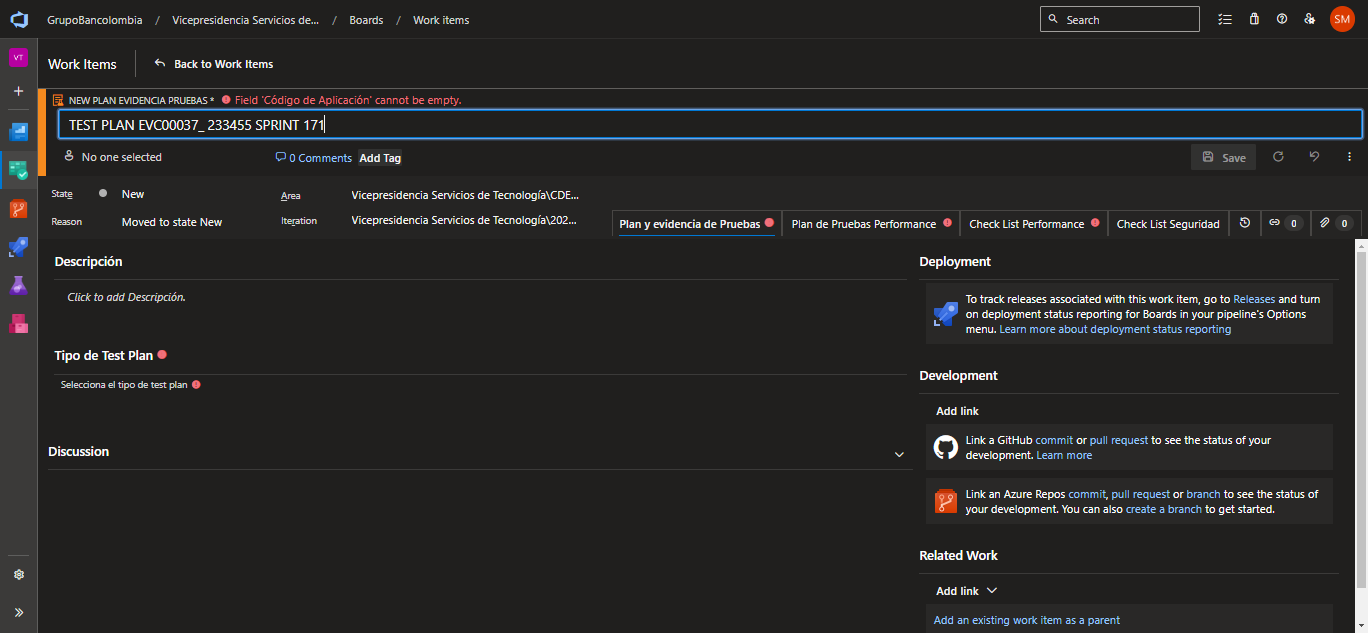 GrupoBancolombia / Vicepresidencia Servicios de... / Boards / Work items
Search
SM
VT
Work Items
Back to Work Items
NEW PLAN EVIDENCIA PRUEBAS * Field 'Código de Aplicación' cannot be empty.
TEST PLAN EVC00037_ 233455 SPRINT 171
No one selected
0 Comments
Add Tag
Save
State
New
Area
Vicepresidencia Servicios de Tecnología\CDE...
Reason
Moved to state New
Iteration
Vicepresidencia Servicios de Tecnología\202...
Plan y evidencia de Pruebas
Plan de Pruebas Performance
Check List Performance
Check List Seguridad
0
0
Descripción
Click to add Descripción.
Tipo de Test Plan
Selecciona el tipo de test plan
Discussion
Deployment
To track releases associated with this work item, go to Releases and turn
on deployment status reporting for Boards in your pipeline's Options
menu. Learn more about deployment status reporting
Development
Add link
Link a GitHub commit or pull request to see the status of your
development. Learn more
Link an Azure Repos commit, pull request or branch to see the status of
your development. You can also create a branch to get started.
Related Work
Add link
Add an existing work item as a parent